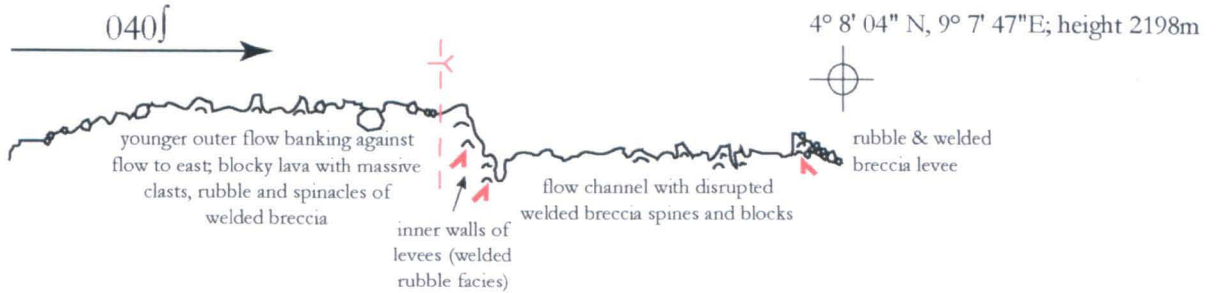 040∫
4° 8' 04" N, 9° 7' 47"E; height 2198m
younger outer flow banking against
flow to east; blocky lava with massive
clasts, rubble and spinacles of
welded breccia
inner walls of
levees (welded
rubble facies)
flow channel with disrupted
welded breccia spines and blocks
rubble & welded
breccia levee